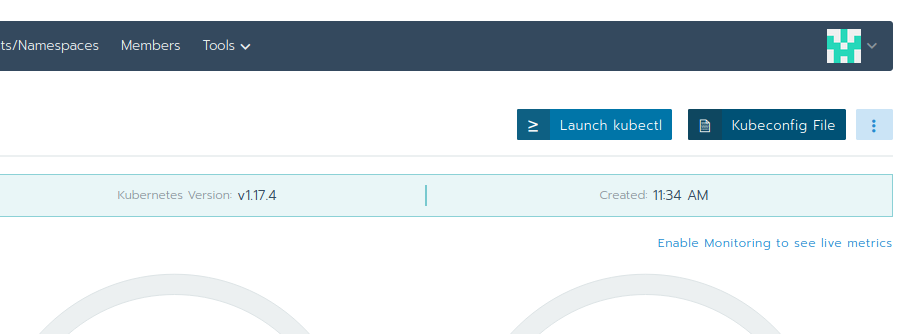 ts/Namespaces Members Tools
Launch kubectl Kubeconfig File
Kubernetes Version: v1.17.4 Created: 11:34 AM
Enable Monitoring to see live metrics